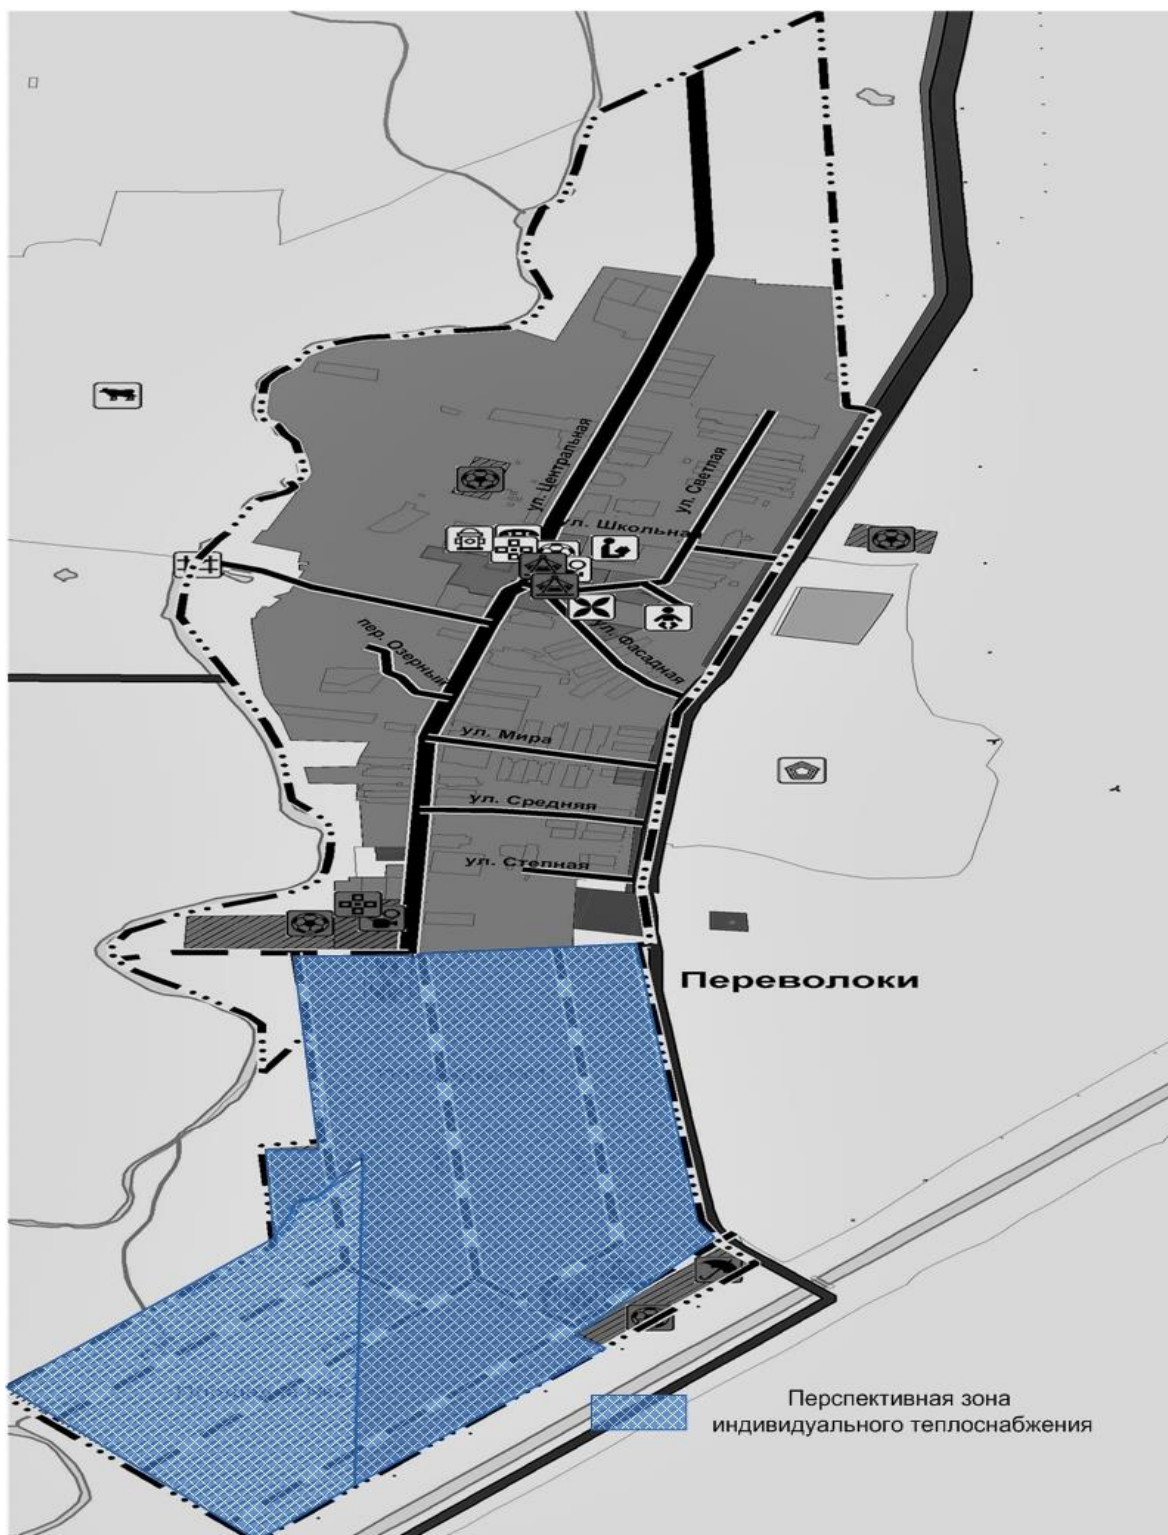 ул. Центральная
ул. Светлая
ул. Школьная
пер. Озерный
ул. Фасадная
ул. Мира
ул. Средняя
ул. Степная
Переволоки
Перспективная зона
индивидуального теплоснабжения